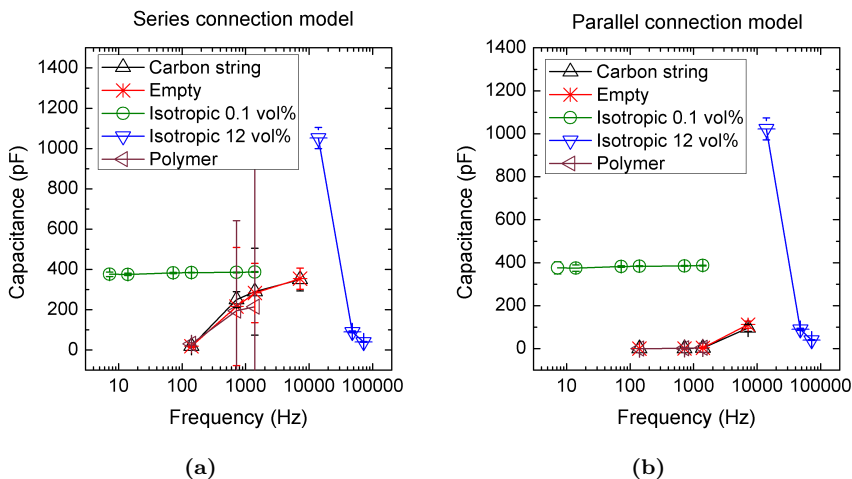 Series connection model
Capacitance (pF)
1400
1200
1000
800
600
400
200
0
Carbon string
Empty
Isotropic 0.1 vol%
Isotropic 12 vol%
Polymer
10
100
1000
10000
100000
Frequency (Hz)
(a)
Parallel connection model
Capacitance (pF)
1400
1200
1000
800
600
400
200
0
Carbon string
Empty
Isotropic 0.1 vol%
Isotropic 12 vol%
Polymer
10
100
1000
10000
100000
Frequency (Hz)
(b)